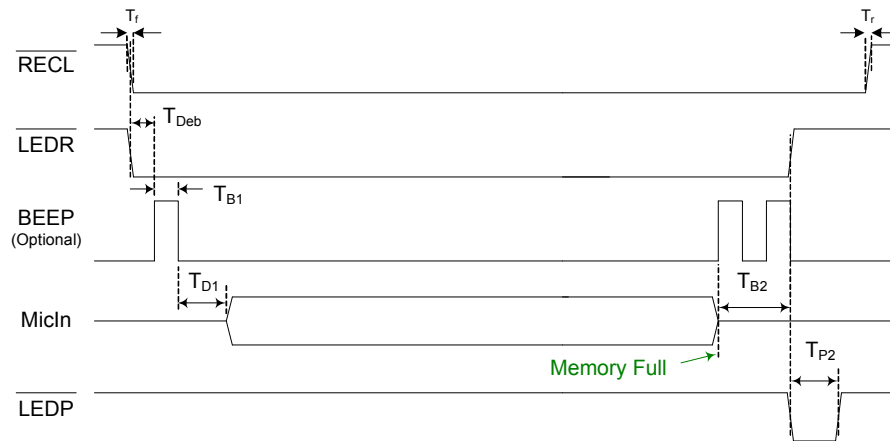 Tf
Tr
RECL
TDeb
LEDR
TB1
BEEP
(Optional)
TD1
TB2
MicIn
Memory Full
TP2
LEDP